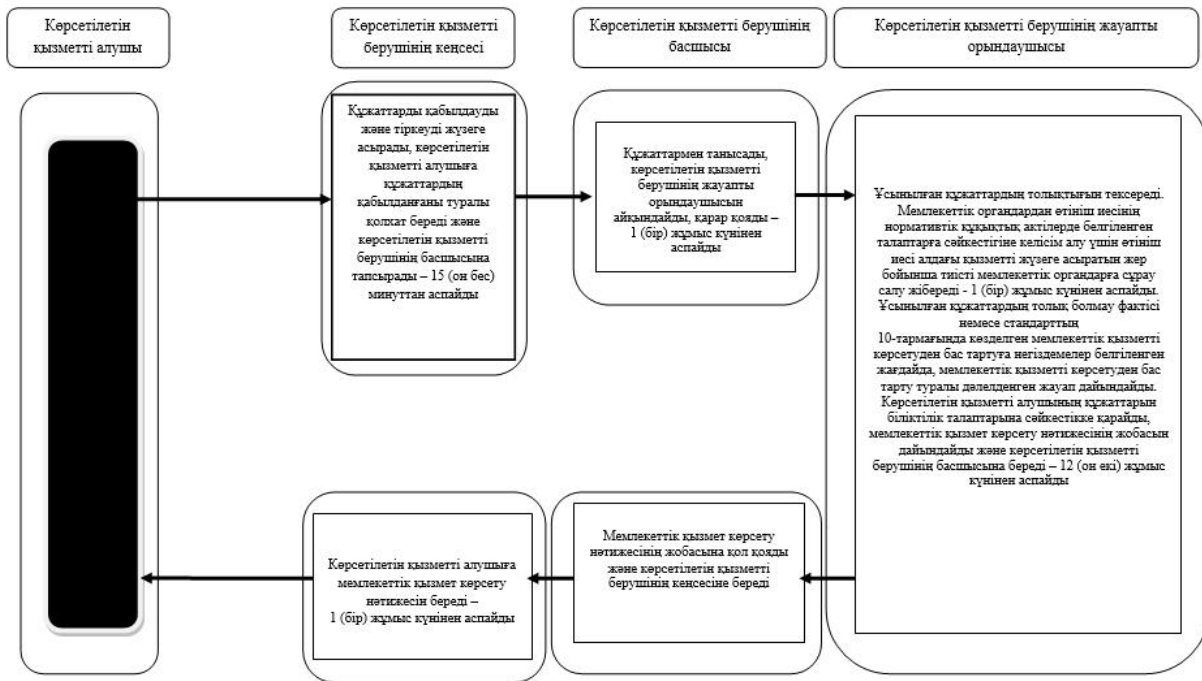 Көрсетілетін
қызметті алушы
Көрсетілетін қызметті
берушінің кеңсесі
Көрсетілетін қызметті берушінің
басшысы
Көрсетілетін қызметті берушінің жауапты
орындаушысы
Құжаттарды қабылдауды
және тіркеуді жүзеге
асырады, көрсетілетін
қызметті алушыға
құжаттардың
қабылданғаны туралы
қолхат береді және
көрсетілетін қызметті
берушінің басшысына
тапсырады – 15 (он бес)
минуттан аспайды
Құжаттармен танысады,
көрсетілетін қызметті
берушінің жауапты
орындаушысын
айқындайды, қарар қояды –
1 (бір) жұмыс күнінен
аспайды
Ұсынылған құжаттардың толықтығын тексереді.
Мемлекеттік органдардан өтініш иесінің
нормативтік құқықтық актілерде белгіленген
талаптарға сәйкестігіне келісім алу үшін өтініш
иесі алдағы қызметті жүзеге асыратын жер
бойынша тиісті мемлекеттік органдарға сұрау
салу жібереді - 1 (бір) жұмыс күнінен аспайды.
Ұсынылған құжаттардың толық болмау фактісі
немесе стандарттың
10-тармағында көзделген мемлекеттік қызметті
көрсетуден бас тартуға негіздемелер белгіленген
жағдайда, мемлекеттік қызметті көрсетуден бас
тарту туралы дәлелденген жауап дайындайды.
Көрсетілетін қызметті алушының құжаттарын
біліктілік талаптарына сәйкестікке қарайды,
мемлекеттік қызмет көрсету нәтижесінің жобасын
дайындайды және көрсетілетін қызметті
берушінің басшысына береді – 12 (он екі) жұмыс
күнінен аспайды
Көрсетілетін қызметті алушыға
мемлекеттік қызмет көрсету
нәтижесін береді –
1 (бір) жұмыс күнінен аспайды
Мемлекеттік қызмет көрсету
нәтижесінің жобасына қол қояды
және көрсетілетін қызметті
берушінің кеңсесіне береді